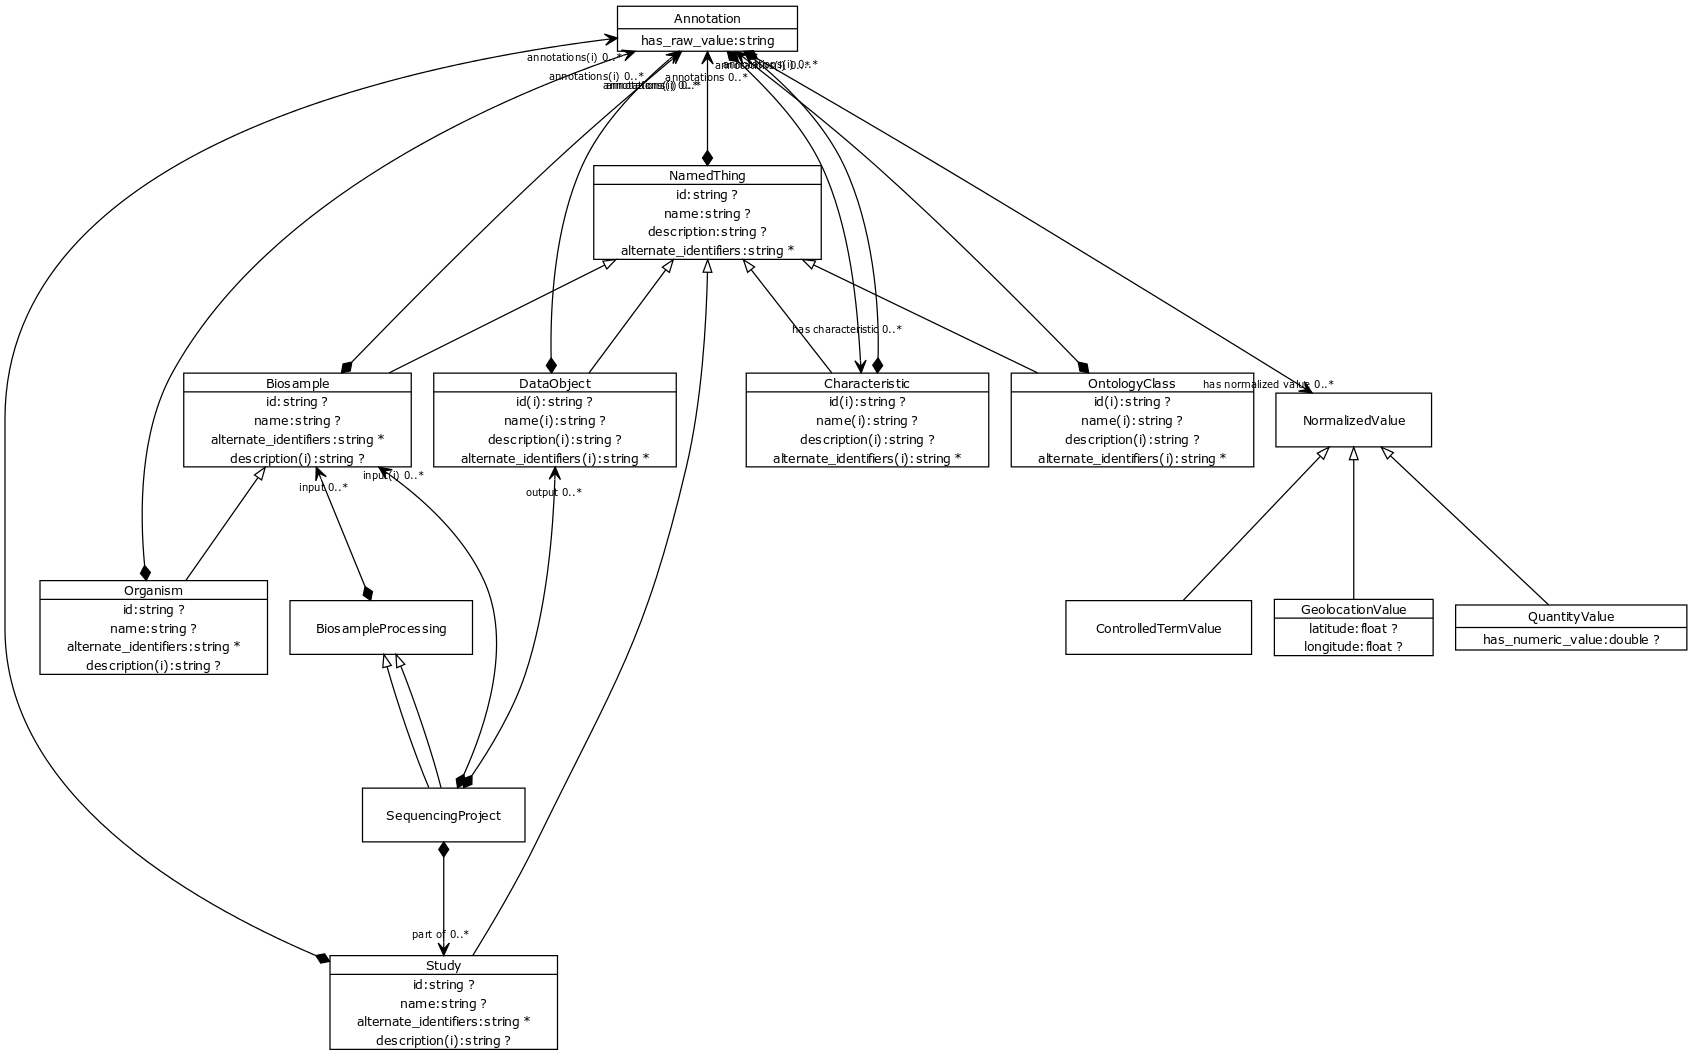 Annotation
has_raw_value:string
annotations(i) 0..*
annotations(i) 0..*
annotations 0..*
NamedThing
id:string ?
name:string ?
description:string ?
alternate_identifiers:string *
has characteristic 0..*
Biosample
id:string ?
name:string ?
alternate_identifiers:string *
description(i):string ?
DataObject
id(i):string ?
name(i):string ?
description(i):string ?
alternate_identifiers(i):string *
Characteristic
id(i):string ?
name(i):string ?
description(i):string ?
alternate_identifiers(i):string *
OntologyClass
id(i):string ?
name(i):string ?
description(i):string ?
alternate_identifiers(i):string *
has normalized value 0..*
NormalizedValue
input 0..*
input(i) 0..*
output 0..*
Organism
id:string ?
name:string ?
alternate_identifiers:string *
description(i):string ?
BiosampleProcessing
ControlledTermValue
GeolocationValue
latitude:float ?
longitude:float ?
QuantityValue
has_numeric_value:double ?
SequencingProject
part of 0..*
Study
id:string ?
name:string ?
alternate_identifiers:string *
description(i):string ?